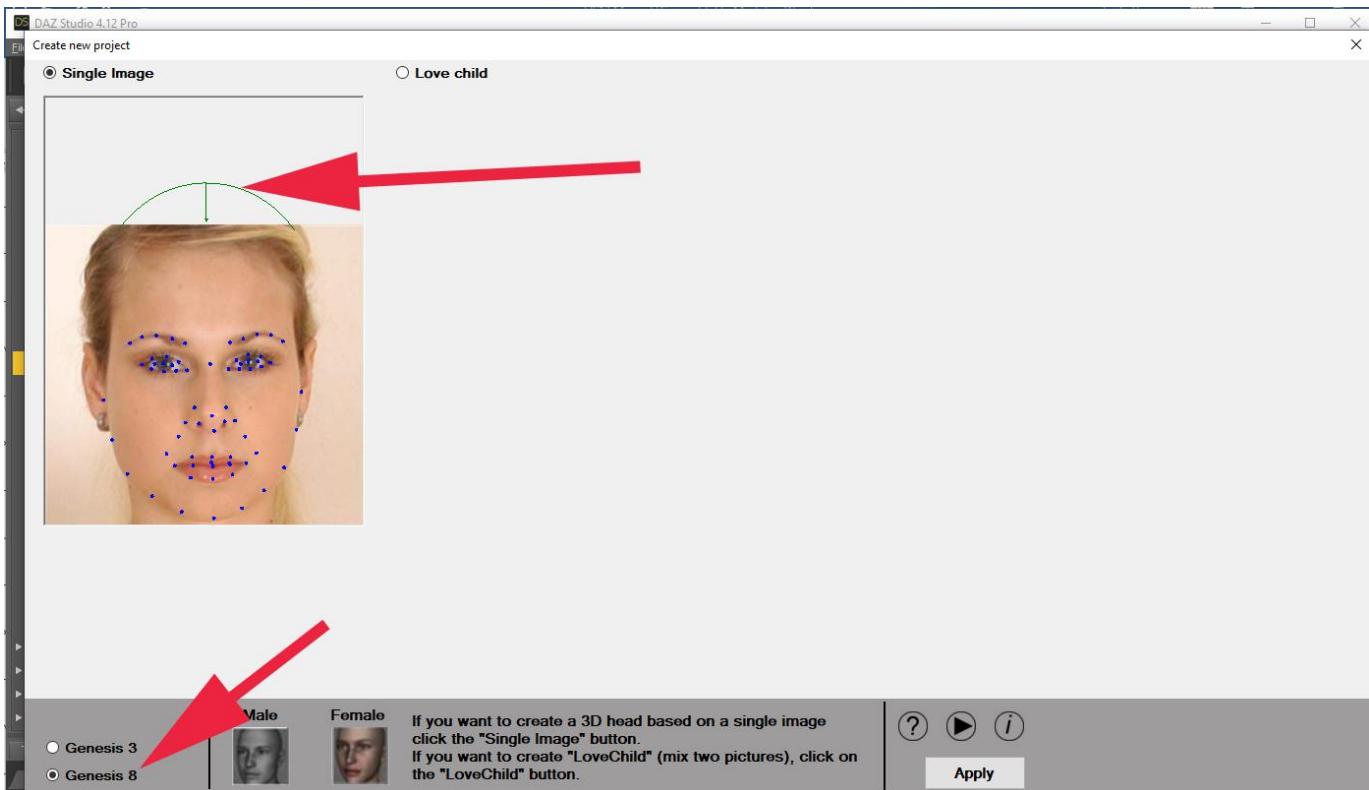 DAZ Studio 4.12 Pro
Create new project
Single Image
Love child
Male
Female
If you want to create a 3D head based on a single image
click the "Single Image" button.
If you want to create "LoveChild" (mix two pictures), click on
the "LoveChild" button.
Genesis 3
Genesis 8
?
i
Apply